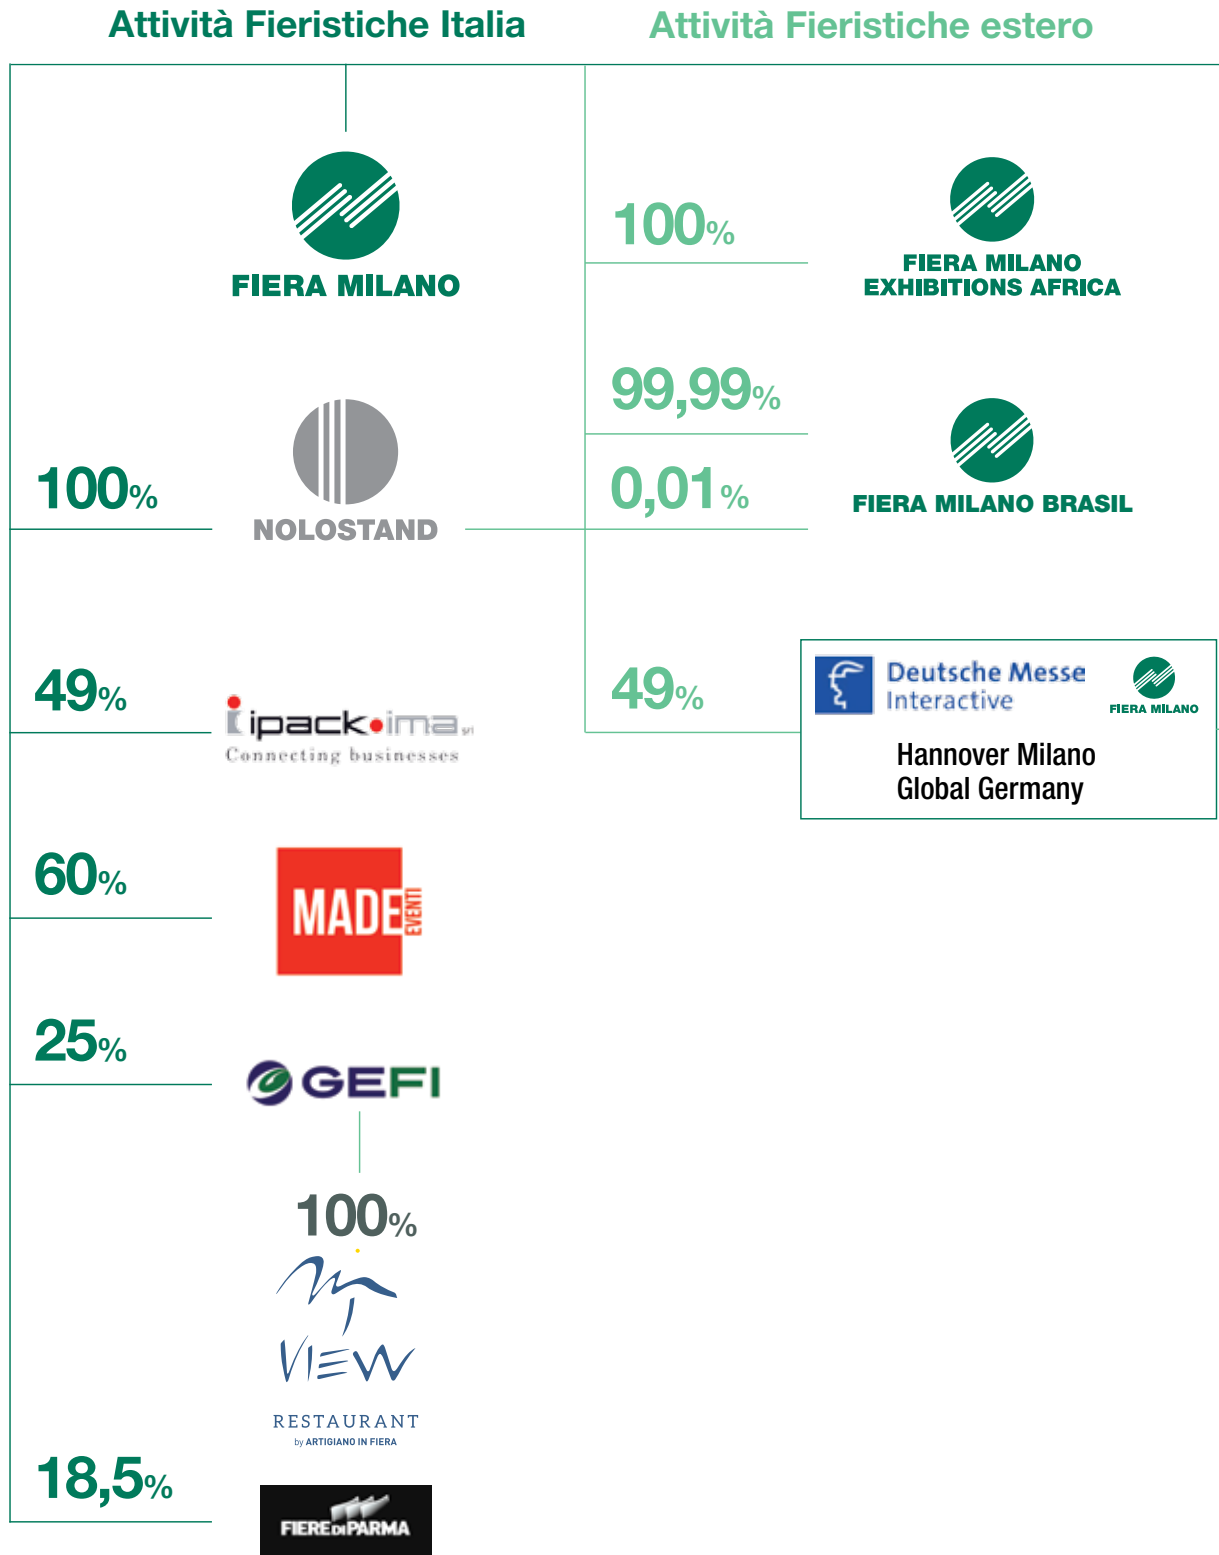 Attività Fieristiche Italia
FIERA MILANO
100%
NOLOSTAND
49%
ipack•ima srl
Connecting businesses
60%
MADE
EVENTI
25%
GEFI
100%
my
VIEW
RESTAURANT
by ARTIGIANO IN FIERA
18,5%
FIERE DI PARMA
Attività Fieristiche estero
100%
FIERA MILANO
EXHIBITIONS AFRICA
99,99%
0,01%
FIERA MILANO BRASIL
49%
Deutsche Messe
Interactive
FIERA MILANO
Hannover Milano
Global Germany